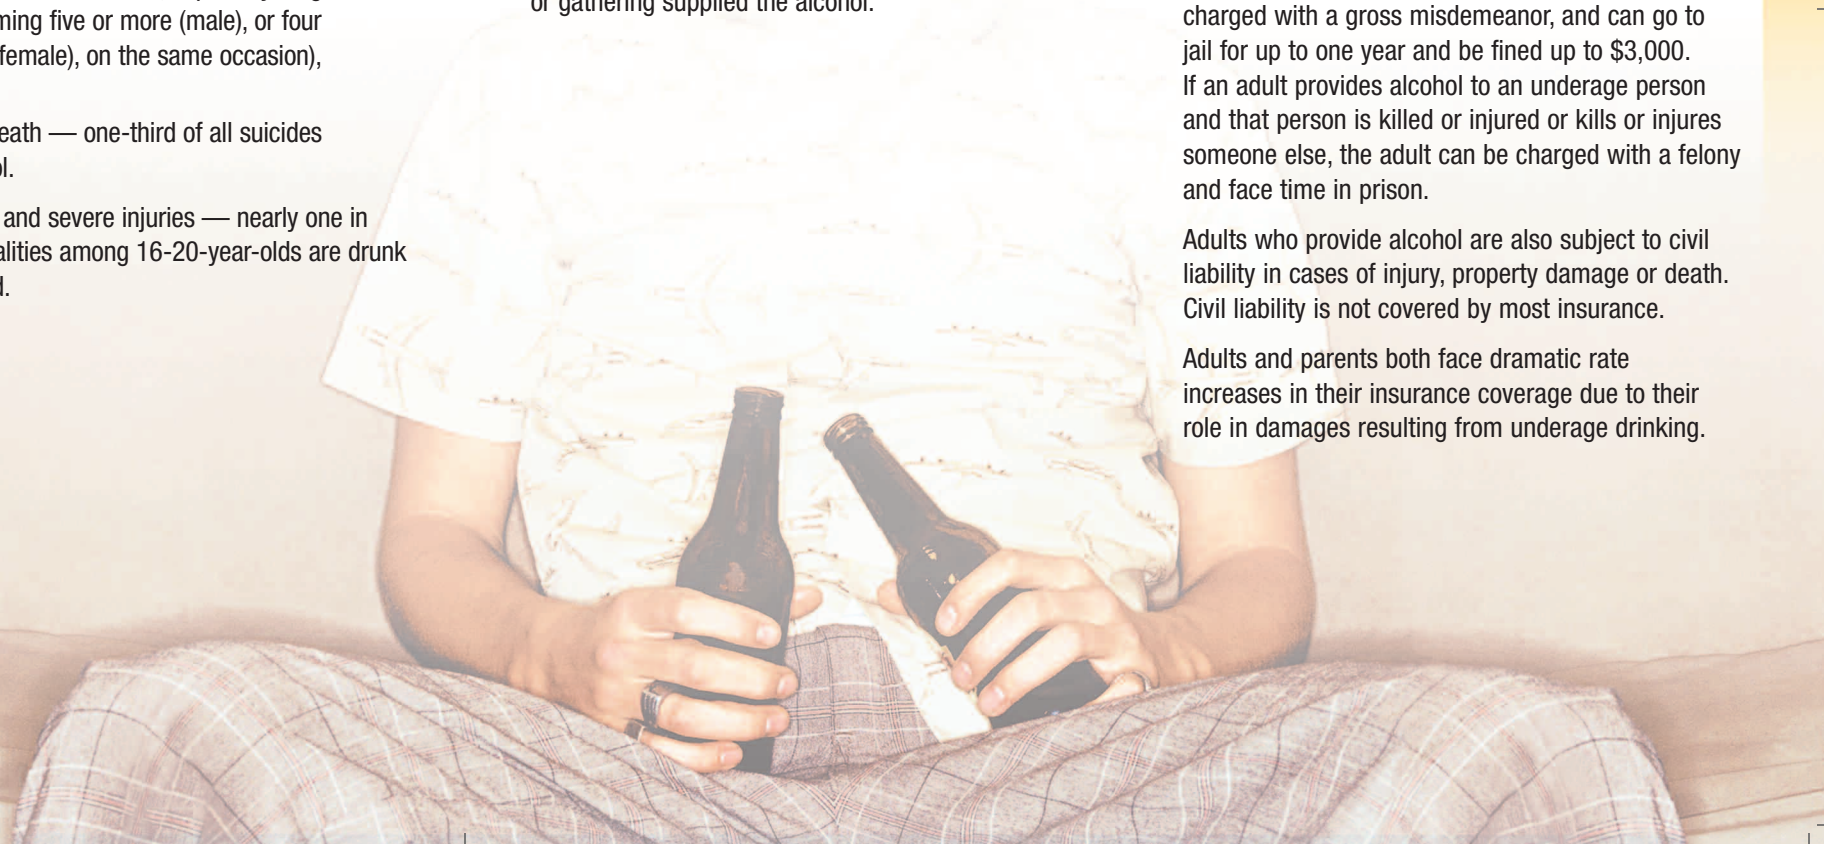 ming five or more (male), or four
female), on the same occasion),
eath — one-third of all suicides
ol.
and severe injuries — nearly one in
alities among 16-20-year-olds are drunk
d.
or gathering supplied the alcohol.
charged with a gross misdemeanor, and can go to
jail for up to one year and be fined up to $3,000.
If an adult provides alcohol to an underage person
and that person is killed or injured or kills or injures
someone else, the adult can be charged with a felony
and face time in prison.
Adults who provide alcohol are also subject to civil
liability in cases of injury, property damage or death.
Civil liability is not covered by most insurance.
Adults and parents both face dramatic rate
increases in their insurance coverage due to their
role in damages resulting from underage drinking.